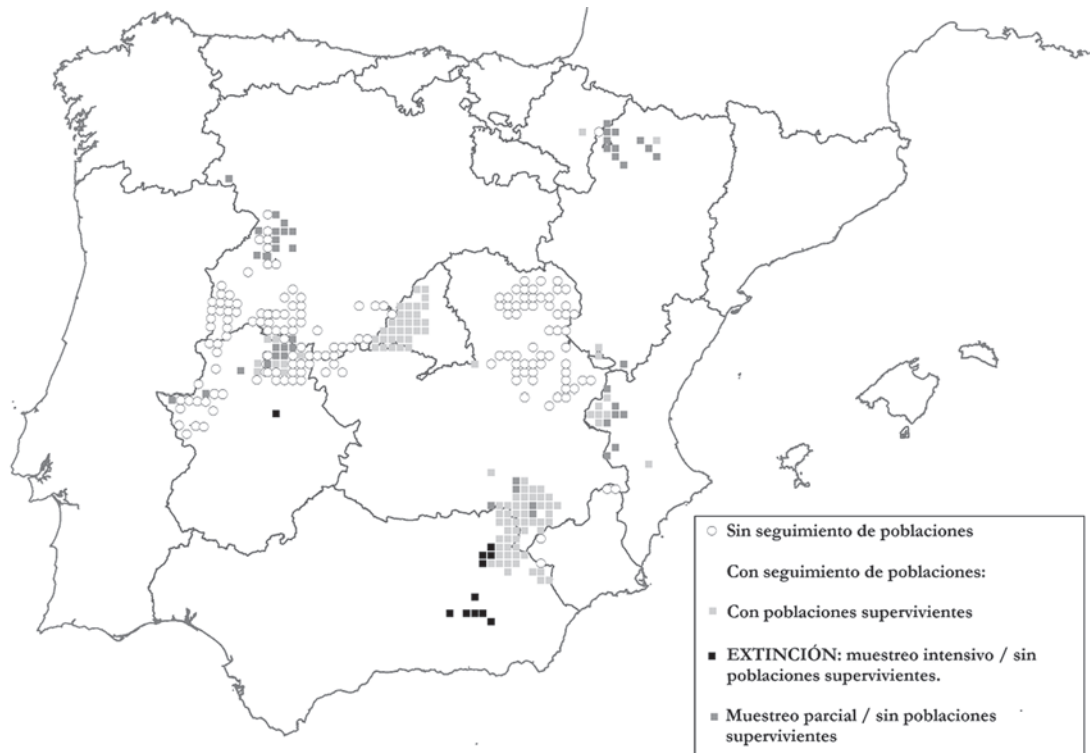 Sin seguimiento de poblaciones
Con seguimiento de poblaciones:
Con poblaciones supervivientes
EXTINCIÓN: muestreo intensivo / sin
poblaciones supervivientes.
Muestreo parcial / sin poblaciones
supervivientes